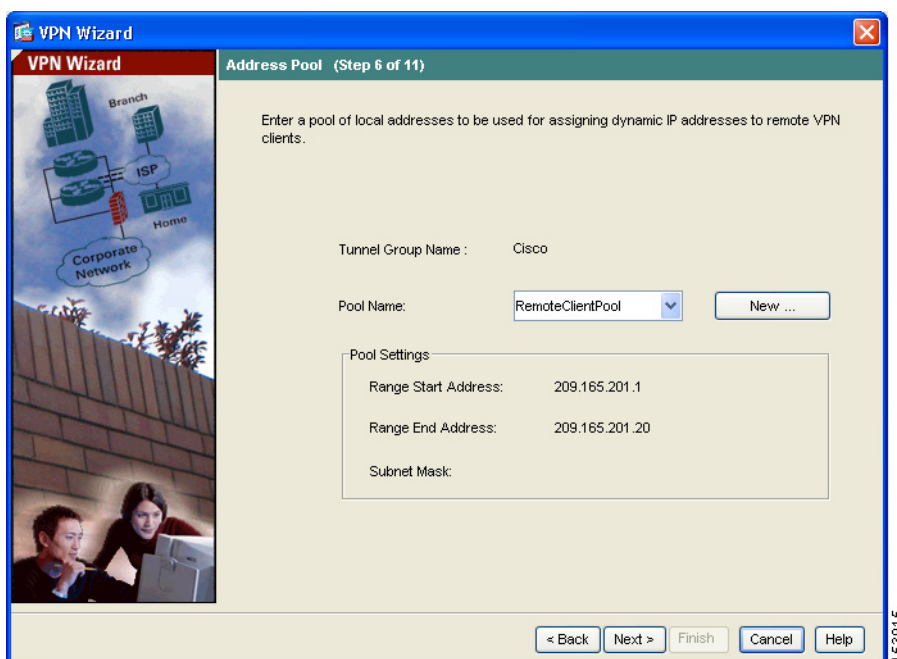 VPN Wizard
VPN Wizard
Branch
ISP
Home
Corporate
Network
Address Pool (Step 6 of 11)
Enter a pool of local addresses to be used for assigning dynamic IP addresses to remote VPN
clients.
Tunnel Group Name : Cisco
Pool Name: RemoteClientPool New ...
Pool Settings
Range Start Address: 209.165.201.1
Range End Address: 209.165.201.20
Subnet Mask:
< Back Next > Finish Cancel Help